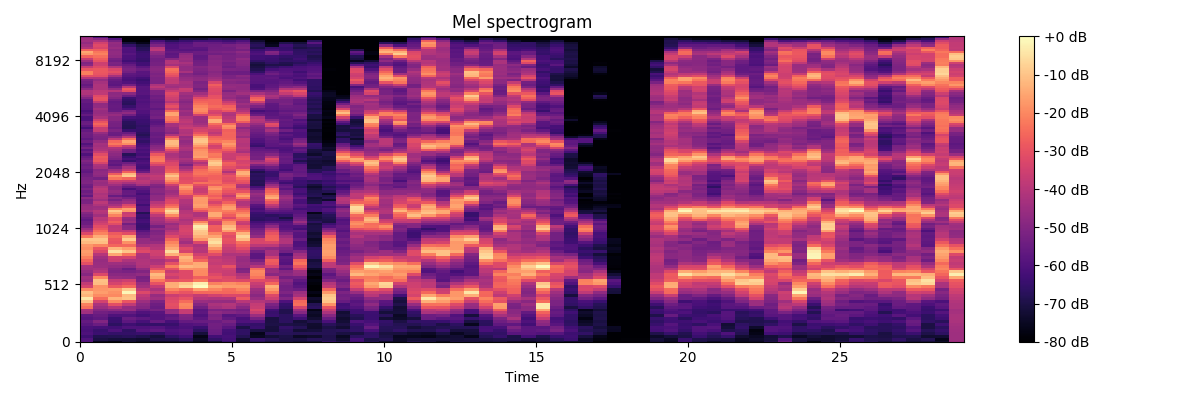 Mel spectrogram
+0 dB
-10 dB
-20 dB
-30 dB
-40 dB
-50 dB
-60 dB
-70 dB
-80 dB
Hz
8192
4096
2048
1024
512
0
0 5 10 15 20 25
Time